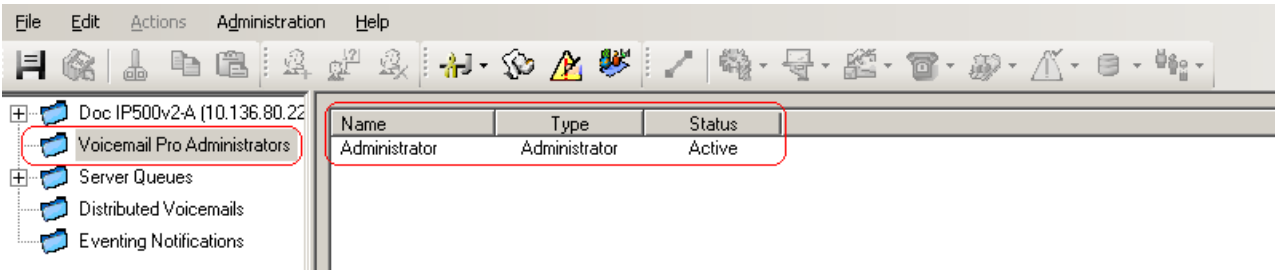 File Edit Actions Administration Help
Doc IP500v2-A (10.136.80.22
Voicemail Pro Administrators
Server Queues
Distributed Voicemails
Eventing Notifications
Name Type Status
Administrator Administrator Active